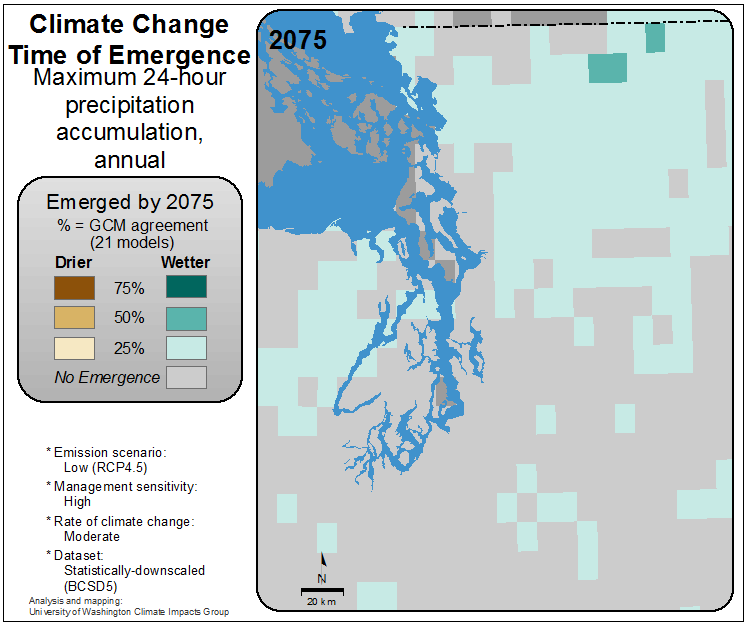 Climate Change
Time of Emergence
Maximum 24-hour
precipitation
accumulation,
annual
Emerged by 2075
% = GCM agreement
(21 models)
Drier Wetter
75%
50%
25%
No Emergence
* Emission scenario:
Low (RCP4.5)
* Management sensitivity:
High
* Rate of climate change:
Moderate
* Dataset:
Statistically-downscaled
(BCSD5)
Analysis and mapping:
University of Washington Climate Impacts Group
2075
N
20 km